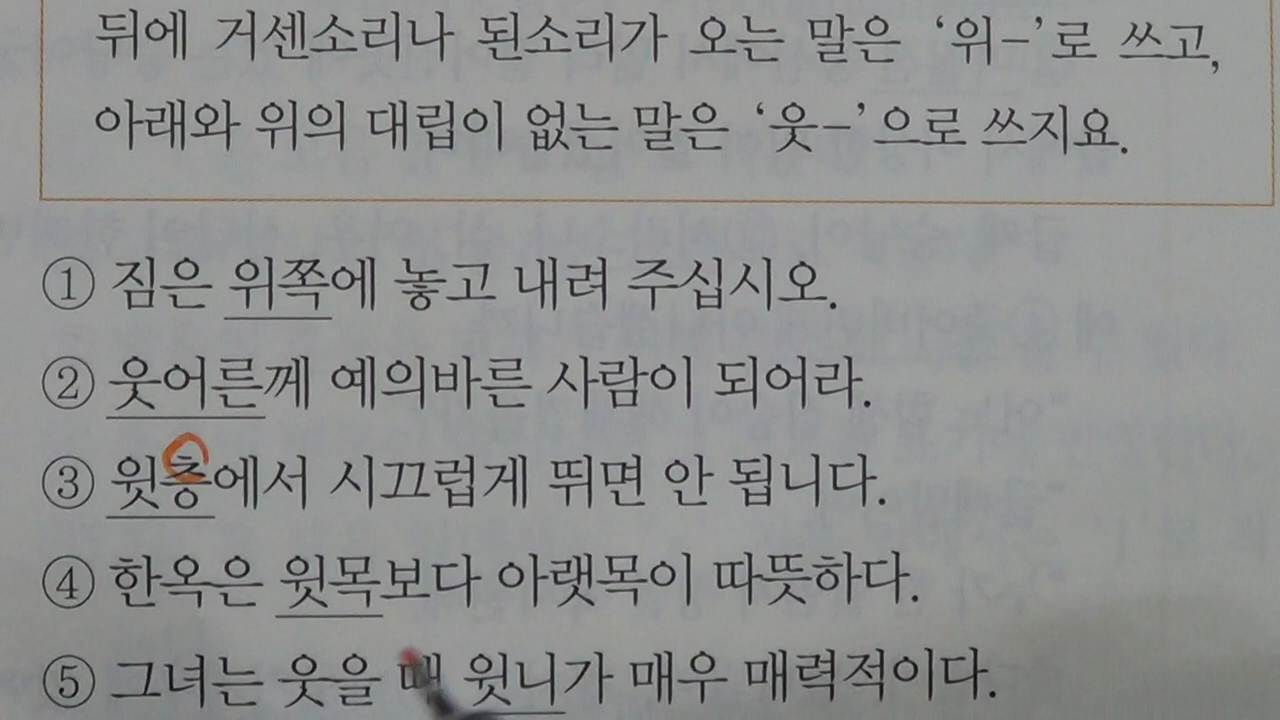 뒤에 거센소리나 된소리가 오는 말은 ‘위-’로 쓰고,
아래와 위의 대립이 없는 말은 ‘웃-’으로 쓰지요.
① 짐은 위쪽에 놓고 내려 주십시오.
② 웃어른께 예의바른 사람이 되어라.
③ 윗층에서 시끄럽게 뛰면 안 됩니다.
④ 한옥은 윗목보다 아랫목이 따뜻하다.
⑤ 그녀는 웃을 때 윗니가 매우 매력적이다.